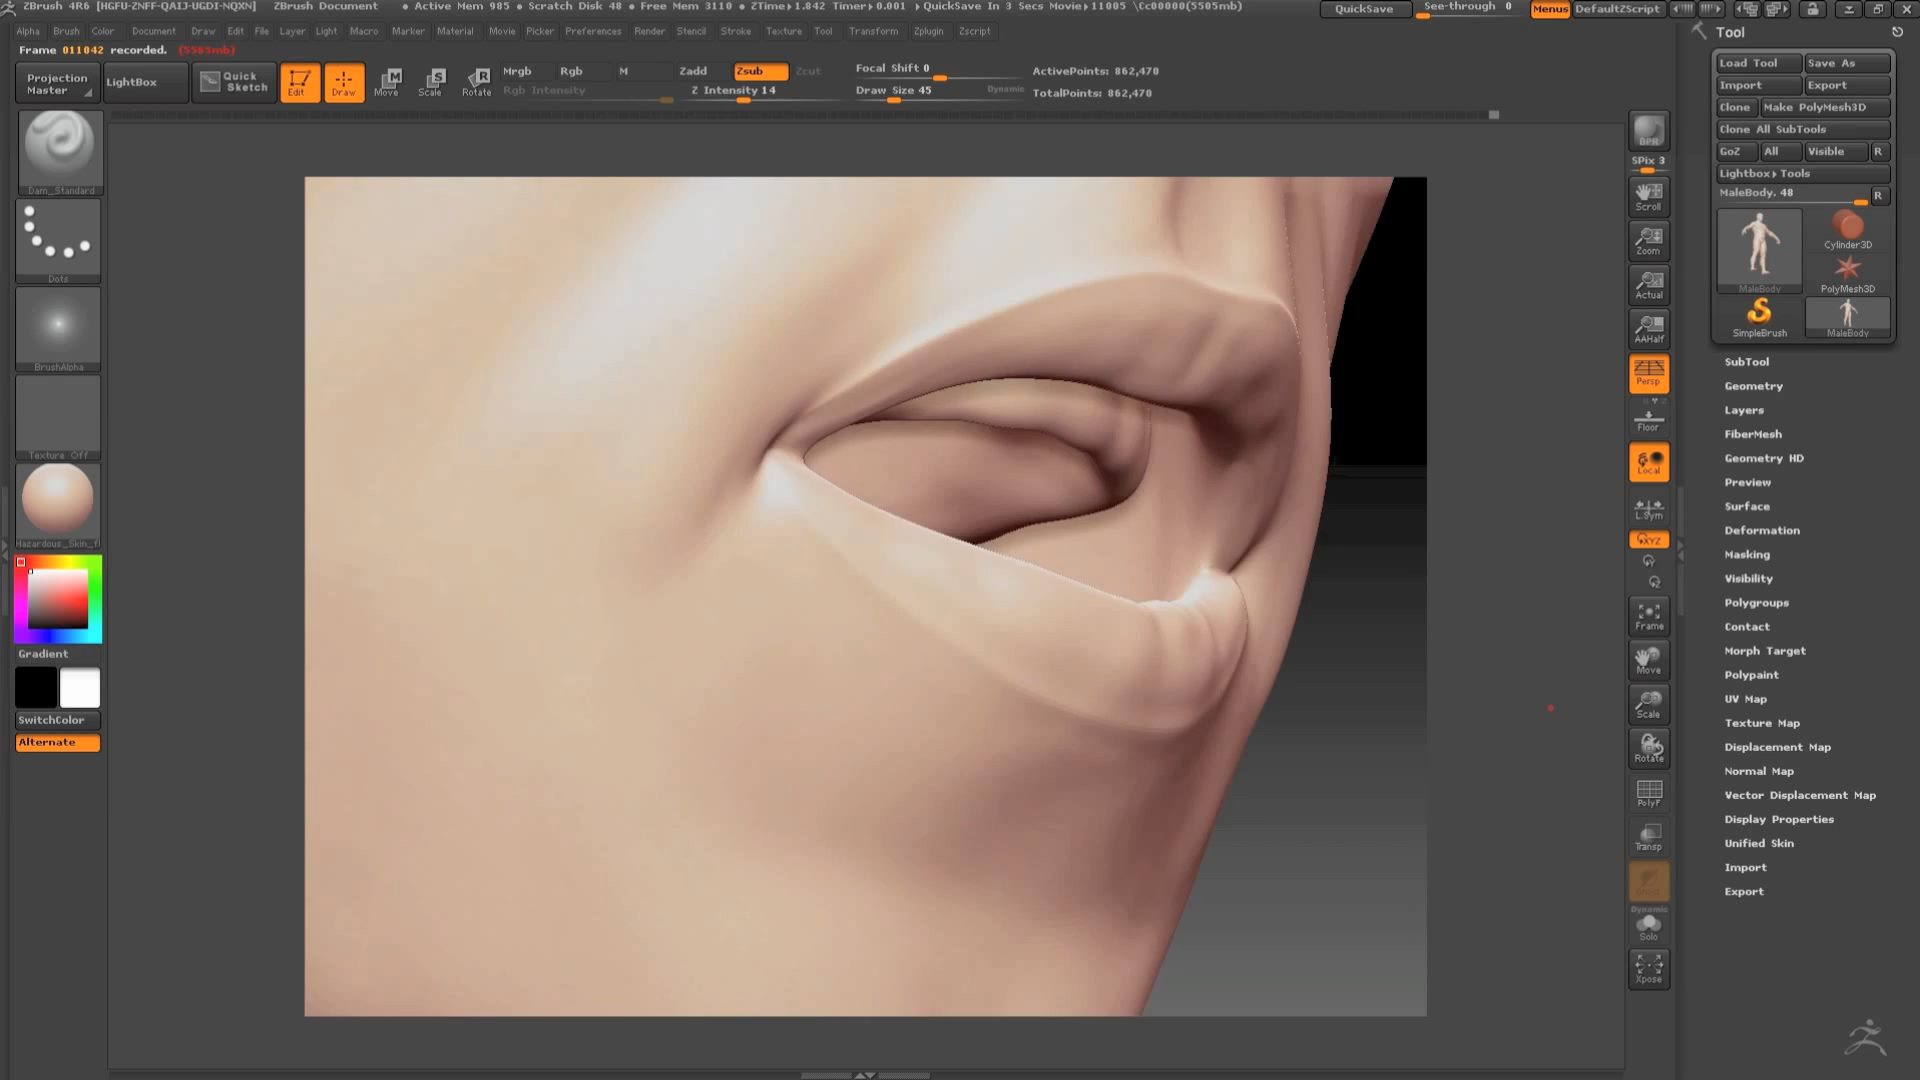 ZBrush 4R6 [HGFU-ZNFF-QAIJ-UGDI-NQXN] ZBrush Document • Active Mem 985 • Scratch Disk 48 • Free Mem 3110 • ZTime▸1.842 Timer▸0.001 ▸QuickSave In 3 Secs Movie▸11005 \Cc00000(5505mb) QuickSave See-through 0 Menus DefaultZScript
Alpha Brush Color Document Draw Edit File Layer Light Macro Marker Material Movie Picker Preferences Render Stencil Stroke Texture Tool Transform Zplugin Zscript
Frame 011042 recorded.
Projection Master
LightBox
Quick Sketch
Edit
Draw
Move
Scale
Rotate
Mrgb Rgb M
Rgb Intensity
Zadd Zsub Zcut
Z Intensity 14
Focal Shift 0
Draw Size 45
Dynamic
ActivePoints: 862,470
TotalPoints: 862,470
Dam_Standard
Dots
BrushAlpha
Texture Off
Hazardous_Skin_f
Gradient
SwitchColor
Alternate
BPR
SPix 3
Scroll
Zoom
Actual
AAHalf
Persp
Floor
Local
L.Sym
XYZ
Frame
Move
Scale
Rotate
PolyF
Transp
Dynamic
Solo
Xpose
Tool
Load Tool Save As
Import Export
Clone Make PolyMesh3D
Clone All SubTools
GoZ All Visible R
Lightbox▸Tools
MaleBody. 48 R
MaleBody
Cylinder3D
PolyMesh3D
SimpleBrush
MaleBody
SubTool
Geometry
Layers
FiberMesh
Geometry HD
Preview
Surface
Deformation
Masking
Visibility
Polygroups
Contact
Morph Target
Polypaint
UV Map
Texture Map
Displacement Map
Normal Map
Vector Displacement Map
Display Properties
Unified Skin
Import
Export